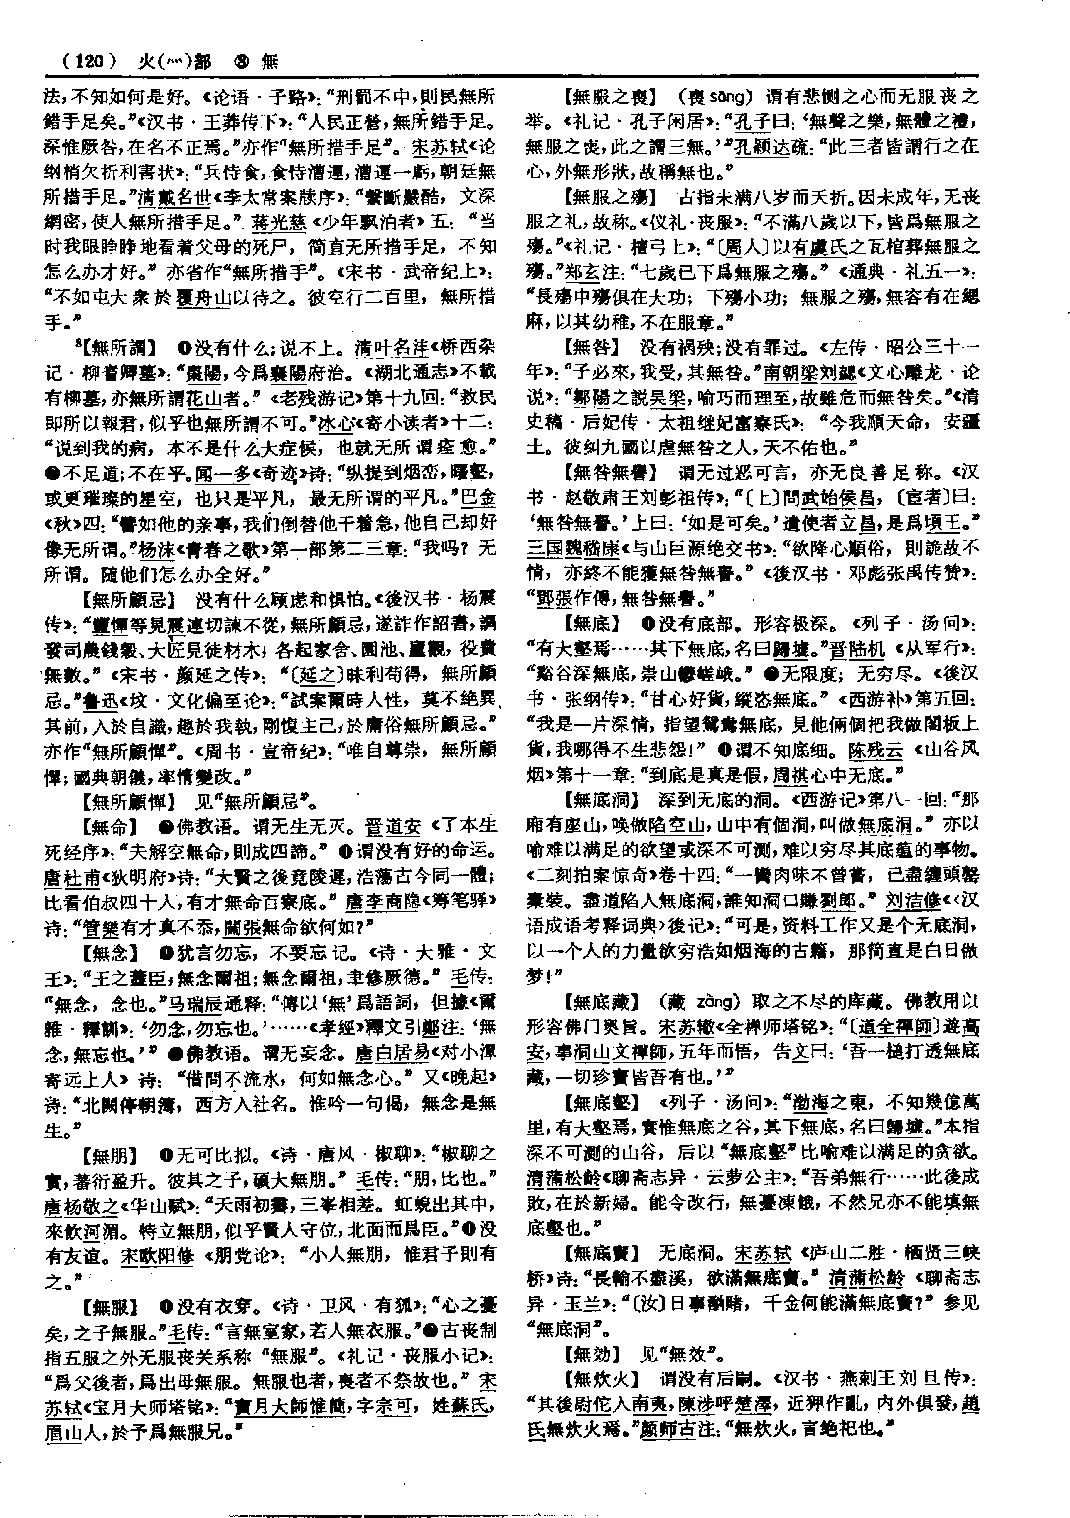 （120） 火(灬)部 ⑧ 無
法，不知如何是好。《论语·子路》：“刑罰不中，則民無所
錯手足矣。”《汉书·王莽传下》：“人民正營，無所錯手足。
深惟厥咎，在名不正焉。”亦作“無所措手足”。宋苏轼《论
纲梢欠折利害状》：“兵恃食，食恃漕運，漕運一虧，朝廷無
所措手足。”清戴名世《李太常案牍序》：“繫斷嚴酷，文深
網密，使人無所措手足。”蒋光慈《少年飘泊者》五：“当
时我眼睁睁地看着父母的死尸，简直无所措手足，不知
怎么办才好。”亦省作“無所措手”。《宋书·武帝纪上》：
“不如屯大衆於覆舟山以待之。彼空行二百里，無所措
手。”
【無所謂】 ❶没有什么；说不上。清叶名沣《桥西杂
记·柳耆卿墓》：“棗陽，今爲襄陽府治。《湖北通志》不載
有柳墓，亦無所謂花山者。”《老残游记》第十九回：“救民
即所以報君，似乎也無所謂不可。”冰心《寄小读者》十二：
“说到我的病，本不是什么大症候，也就无所谓痊愈。”
❷不足道；不在乎。闻一多《奇迹》诗：“纵提到烟峦，曙壑，
或更璀璨的星空，也只是平凡，最无所谓的平凡。”巴金
《秋》四：“譬如他的亲事，我们倒替他干着急，他自己却好
像无所谓。”杨沫《青春之歌》第一部第二三章：“我吗？无
所谓。随他们怎么办全好。”
【無所顧忌】 没有什么顾虑和惧怕。《後汉书·杨震
传》：“豐惲等見震連切諫不從，無所顧忌，遂詐作詔書，調
發司農錢穀、大匠見徒材木，各起家舍、園池、廬觀，役費
無數。”《宋书·颜延之传》：“〔延之〕昧利苟得，無所顧
忌。”鲁迅《坟·文化偏至论》：“試案爾時人性，莫不绝異
其前，入於自識，趣於我執，剛愎主己，於庸俗無所顧忌。”
亦作“無所顧憚”。《周书·宣帝纪》：“唯自尊崇，無所顧
憚；國典朝儀，率情變改。”
【無所顧憚】 见“無所顧忌”。
【無命】 ❶佛教语。谓无生无灭。晋道安《了本生
死经序》：“夫解空無命，則成四諦。”❷谓没有好的命运。
唐杜甫《狄明府》诗：“大賢之後竟陵遲，浩蕩古今同一體；
比看伯叔四十人，有才無命百寮底。”唐李商隐《筹笔驿》
诗：“管樂有才真不忝，關張無命欲何如？”
【無念】 ❶犹言勿忘，不要忘记。《诗·大雅·文
王》：“王之藎臣，無念爾祖；無念爾祖，聿修厥德。”毛传：
“無念，念也。”马瑞辰通释：“傳以‘無’爲語詞，但據《爾
雅·釋訓》：‘勿念，勿忘也。’……《孝經》釋文引鄭注：‘無
念，無忘也。’”❷佛教语。谓无妄念。唐白居易《对小潭
寄远上人》诗：“借問不流水，何如無念心。”又《晚起》
诗：“北闕停朝簿，西方入社名。惟吟一句偈，無念是無
生。”
【無朋】 ❶无可比拟。《诗·唐风·椒聊》：“椒聊之
實，蕃衍盈升。彼其之子，碩大無朋。”毛传：“朋，比也。”
唐杨敬之《华山赋》：“天雨初霽，三峯相差。虹蜺出其中，
來飲河湄。特立無朋，似乎賢人守位，北面而爲臣。”❷没
有友谊。宋欧阳修《朋党论》：“小人無朋，惟君子則有
之。”
【無服】 ❶没有衣穿。《诗·卫风·有狐》：“心之憂
矣，之子無服。”毛传：“言無室家，若人無衣服。”❷古丧制
指五服之外无服丧关系称“無服”。《礼记·丧服小记》：
“爲父後者，爲出母無服。無服也者，喪者不祭故也。”宋
苏轼《宝月大师塔铭》：“寶月大師惟簡，字宗可，姓蘇氏，
眉山人，於予爲無服兄。”
【無服之喪】（喪 sāng）谓有悲恻之心而无服丧之
举。《礼记·孔子闲居》：“孔子曰：‘無聲之樂，無體之禮，
無服之喪，此之謂三無。’”孔颖达疏：“此三者皆謂行之在
心，外無形狀，故稱無也。”
【無服之殤】 古指未满八岁而夭折。因未成年，无丧
服之礼，故称。《仪礼·丧服》：“不滿八歲以下，皆爲無服之
殤。”《礼记·檀弓上》：“〔周人〕以有虞氏之瓦棺葬無服之
殤。”郑玄注：“七歲已下爲無服之殤。”《通典·礼五一》：
“長殤中殤俱在大功；下殤小功；無服之殤，無容有在緦
麻，以其幼稚，不在服章。”
【無咎】 没有祸殃；没有罪过。《左传·昭公三十一
年》：“子必來，我受，其無咎。”南朝梁刘勰《文心雕龙·论
说》：“鄒陽之説吴梁，喻巧而理至，故雖危而無咎矣。”《清
史稿·后妃传·太祖继妃富察氏》：“今我順天命，安疆
土。彼糾九國以虐無咎之人，天不佑也。”
【無咎無譽】 谓无过恶可言，亦无良善足称。《汉
书·赵敬肃王刘彭祖传》：“〔上〕問武始侯昌，〔宦者〕曰：
‘無咎無譽。’上曰：‘如是可矣。’遣使者立昌，是爲頃王。”
三国魏嵇康《与山巨源绝交书》：“欲降心順俗，則詭故不
情，亦終不能獲無咎無譽。”《後汉书·邓彪张禹传赞》：
“鄧張作傅，無咎無譽。”
【無底】 ❶没有底部。形容极深。《列子·汤问》：
“有大壑焉……其下無底，名曰歸墟。”晋陆机《从军行》：
“谿谷深無底，崇山鬱嵯峨。”❷无限度；无穷尽。《後汉
书·张纲传》：“甘心好貨，縱恣無底。”《西游补》第五回：
“我是一片深情，指望鴛鴦無底，見他倆個把我做閣板上
貨，我哪得不生悲怨！”❸谓不知底细。陈残云《山谷风
烟》第十一章：“到底是真是假，周祺心中无底。”
【無底洞】 深到无底的洞。《西游记》第八一回：“那
厢有座山，唤做陷空山，山中有個洞，叫做無底洞。”亦以
喻难以满足的欲望或深不可測，难以穷尽其底蕴的事物。
《二刻拍案惊奇》卷十四：“一臠肉味不曾嘗，已盡纏頭罄
橐裝。盡道陷人無底洞，誰知洞口賺劉郎。”刘洁修《〈汉
语成语考释词典〉後记》：“可是，资料工作又是个无底洞，
以一个人的力量欲穷浩如烟海的古籍，那简直是白日做
梦！”
【無底藏】（藏 zàng）取之不尽的库藏。佛教用以
形容佛门奥旨。宋苏辙《全禅师塔铭》：“〔道全禪師〕遊高
安，事洞山文禪師，五年而悟，告文曰：‘吾一槌打透無底
藏，一切珍寶皆吾有也。’”
【無底壑】 《列子·汤问》：“渤海之東，不知幾億萬
里，有大壑焉，實惟無底之谷，其下無底，名曰歸墟。”本指
深不可測的山谷，后以“無底壑”比喻难以满足的贪欲。
清蒲松龄《聊斋志异·云萝公主》：“吾弟無行……此後成
敗，在於新婦。能令改行，無憂凍餓，不然兄亦不能填無
底壑也。”
【無底竇】 无底洞。宋苏轼《庐山二胜·栖贤三峡
桥》诗：“長輸不盡溪，欲滿無底竇。”清蒲松龄《聊斋志
异·玉兰》：“〔汝〕日事酗賭，千金何能滿無底竇？”参见
“無底洞”。
【無効】 见“無效”。
【無炊火】 谓没有后嗣。《汉书·燕剌王刘旦传》：
“其後尉佗入南夷，陳涉呼楚澤，近狎作亂，内外俱發，趙
氏無炊火焉。”颜师古注：“無炊火，言绝祀也。”